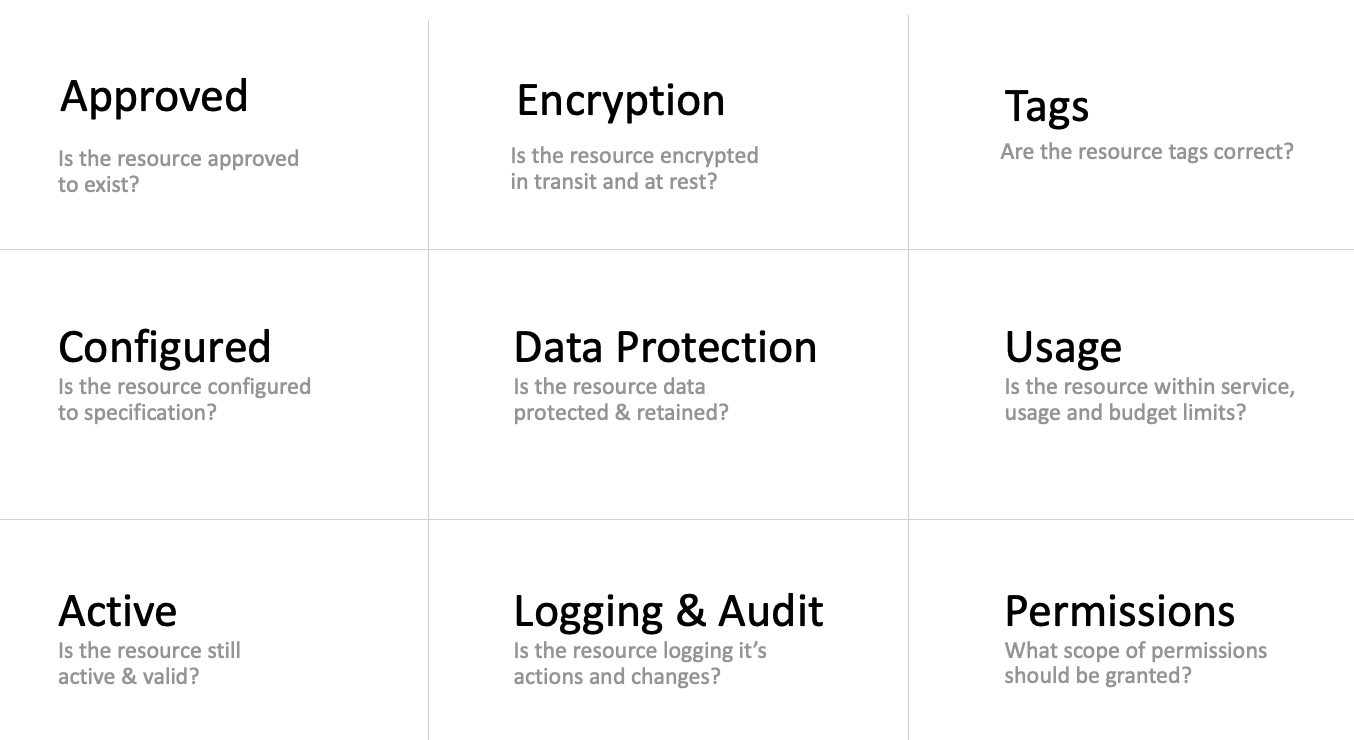 Approved
Is the resource approved
to exist?
Encryption
Is the resource encrypted
in transit and at rest?
Tags
Are the resource tags correct?
Configured
Is the resource configured
to specification?
Data Protection
Is the resource data
protected & retained?
Usage
Is the resource within service,
usage and budget limits?
Active
Is the resource still
active & valid?
Logging & Audit
Is the resource logging it’s
actions and changes?
Permissions
What scope of permissions
should be granted?